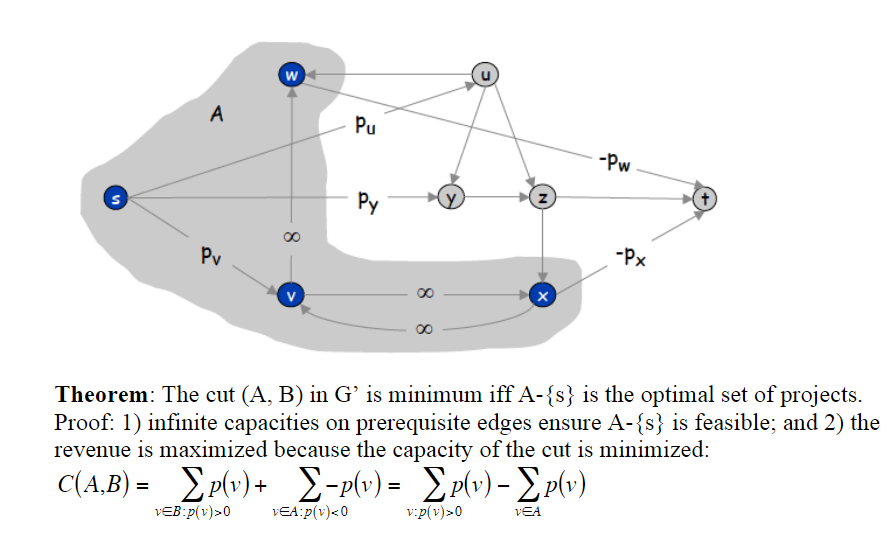 w
u
A
pu
-pw
s
py
y
z
t
∞
pv
-px
v
∞
x
∞
Theorem: The cut (A, B) in G’ is minimum iff A-{s} is the optimal set of projects.
Proof: 1) infinite capacities on prerequisite edges ensure A-{s} is feasible; and 2) the
revenue is maximized because the capacity of the cut is minimized:
C(A,B) = ∑p(v) + ∑-p(v) = ∑p(v) - ∑p(v)
v∈B:p(v)>0 v∈A:p(v)<0 v:p(v)>0 v∈A